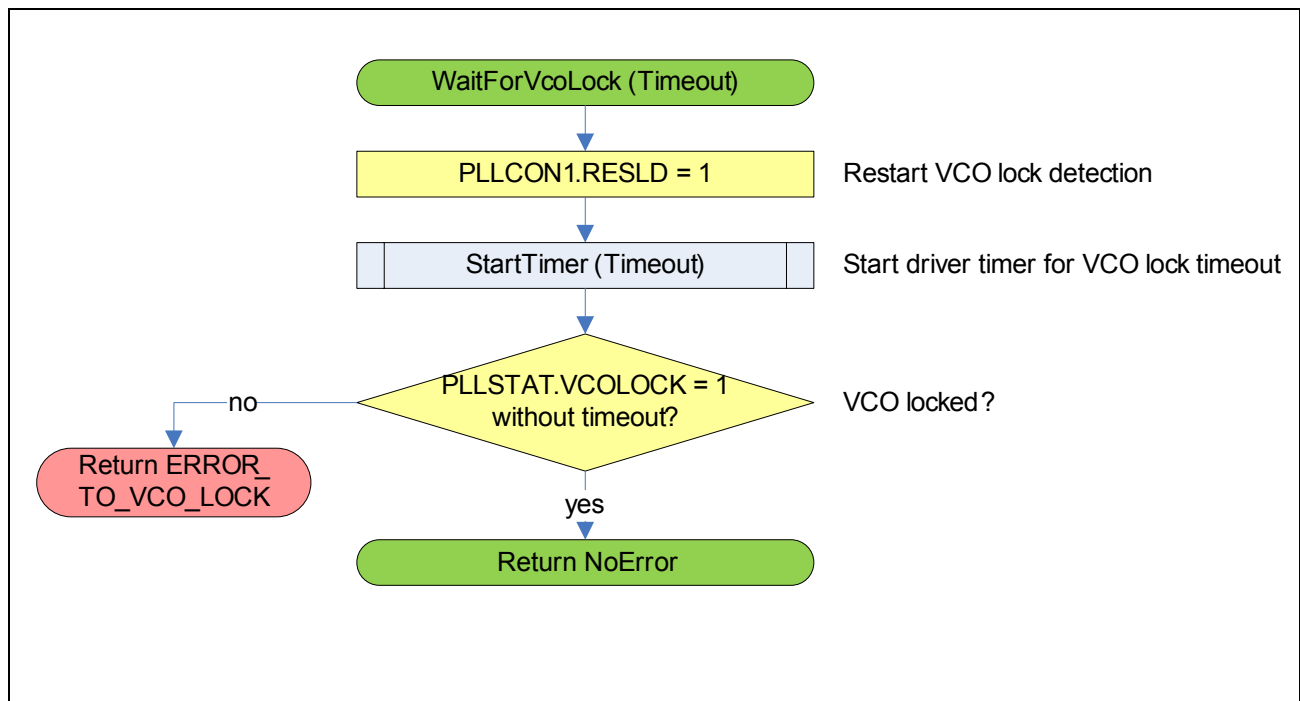 WaitForVcoLock (Timeout)
PLLCON1.RESLD = 1
Restart VCO lock detection
StartTimer (Timeout)
Start driver timer for VCO lock timeout
PLLSTAT.VCOLOCK = 1
without timeout?
VCO locked?
no
Return ERROR_
TO_VCO_LOCK
yes
Return NoError